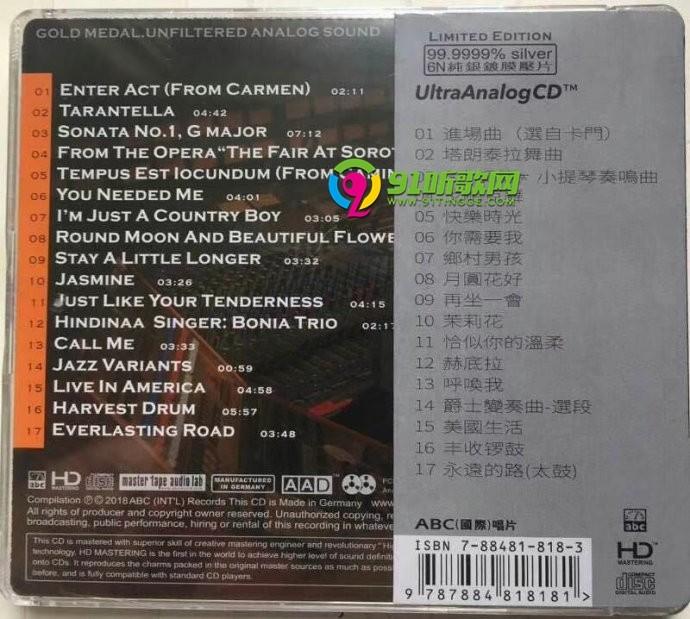 GOLD MEDAL.UNFILTERED ANALOG SOUND
01 ENTER ACT (FROM CARMEN) 02:11
02 TARANTELLA 04:42
03 SONATA NO.1, G MAJOR 07:12
04 FROM THE OPERA "THE FAIR AT
05 TEMPUS EST IOCUNDUM (FROM
06 YOU NEEDED ME 04:01
07 I'M JUST A COUNTRY BOY 03:05
08 ROUND MOON AND BEAUTIFUL FLOWE
09 STAY A LITTLE LONGER 03:32
10 JASMINE 03:26
11 JUST LIKE YOUR TENDERNESS 04:15
12 HINDINAA SINGER: BONIA TRIO 02:17
13 CALL ME 03:33
14 JAZZ VARIANTS 00:59
15 LIVE IN AMERICA 04:58
16 HARVEST DRUM 05:57
17 EVERLASTING ROAD 03:48
abc HD MASTERING COMPACT disc DIGITAL AUDIO master tape audio lab MANUFACTURED IN GERMANY AAD
Compilation ℗©2018 ABC (INT'L) Records This CD is Made in Germany www.
All rights of producer and copyright owner reserved. Unauthorized copying,
broadcasting, public performance, hiring or rental of this recording in whatever
This CD is mastered with superior skill of creative mastering engineer and revolutionary
technology. HD MASTERING is the first in the world to achieve higher level of sound
onto CDs. It reproduces the charms packed in the original master sources as much as
before, and is fully compatible with standard CD players.
LIMITED EDITION
99.9999% silver
6N純銀鍍膜壓片
UltraAnalogCD™
01 進場曲 (選自卡門)
02 塔朗泰拉舞曲
小提琴奏鳴曲
05 快樂時光
06 你需要我
07 鄉村男孩
08 月圓花好
09 再坐一會
10 茉莉花
11 恰似你的溫柔
12 赫底拉
13 呼喚我
14 爵士變奏曲-選段
15 美國生活
16 丰收锣鼓
17 永遠的路(太鼓)
ABC(國際)唱片
ISBN 7-88481-818-3
9 787884 818181 >
abc
HD™
MASTERING
COMPACT disc DIGITAL AUDIO
91听歌网
WWW.91TINGGE.COM